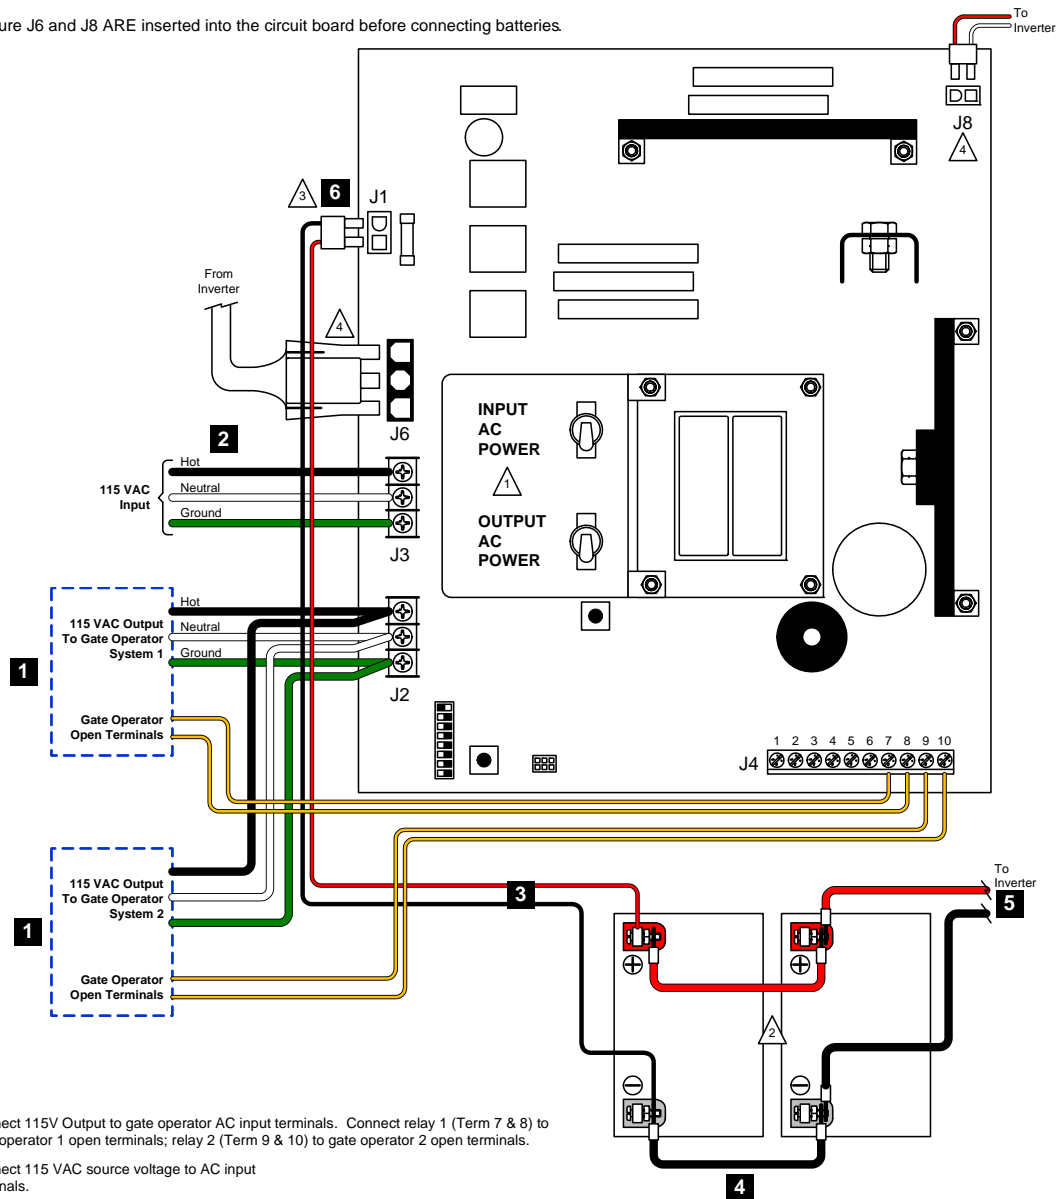 J6 and J8 ARE inserted into the circuit board before connecting batteries.
To
Inverter
J8
4
3
6
J1
From
Inverter
4
J6
INPUT
AC
POWER
1
OUTPUT
AC
POWER
2
Hot
115 VAC
Input
Neutral
Ground
J3
Hot
115 VAC Output
To Gate Operator
System 1
Neutral
Ground
J2
1
Gate Operator
Open Terminals
J4
1 2 3 4 5 6 7 8 9 10
115 VAC Output
To Gate Operator
System 2
1
Gate Operator
Open Terminals
3
To
Inverter
5
+
+
2
−
−
4
115V Output to gate operator AC input terminals. Connect relay 1 (Term 7 & 8) to
operator 1 open terminals; relay 2 (Term 9 & 10) to gate operator 2 open terminals.
115 VAC source voltage to AC input